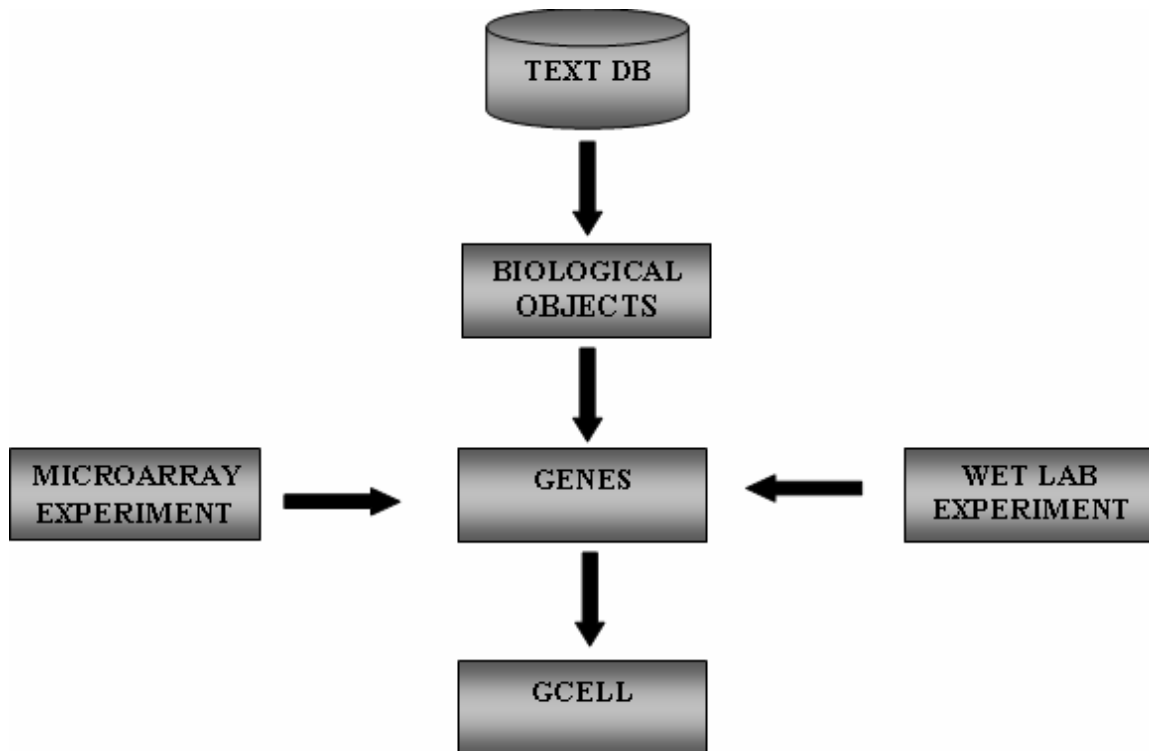 TEXT DB
BIOLOGICAL
OBJECTS
MICROARRAY
EXPERIMENT
GENES
WET LAB
EXPERIMENT
GCELL